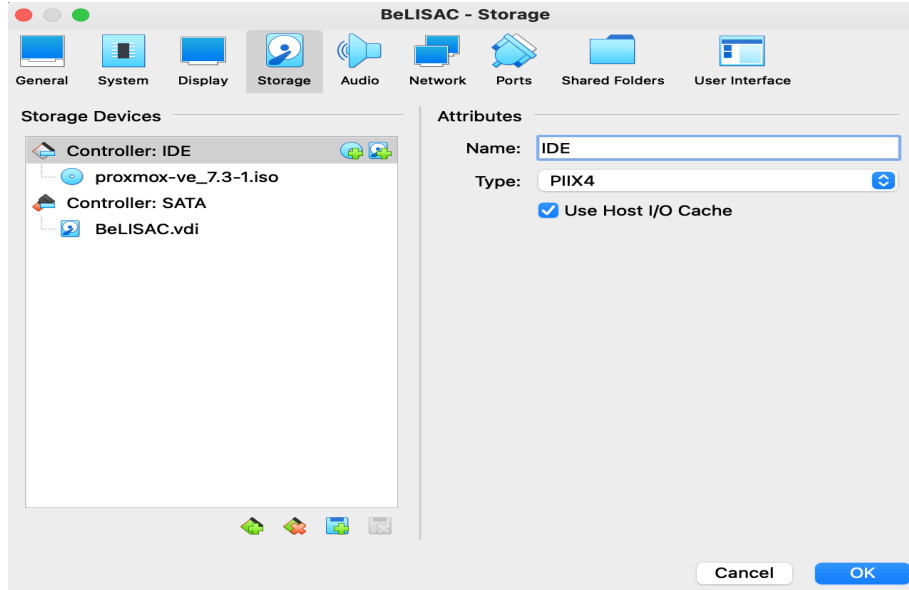 BeLISAC - Storage
General System Display Storage Audio Network Ports Shared Folders User Interface
Storage Devices
Attributes
Controller: IDE
proxmox-ve_7.3-1.iso
Controller: SATA
BeLISAC.vdi
Name: IDE
Type: PIIX4
Use Host I/O Cache
Cancel OK